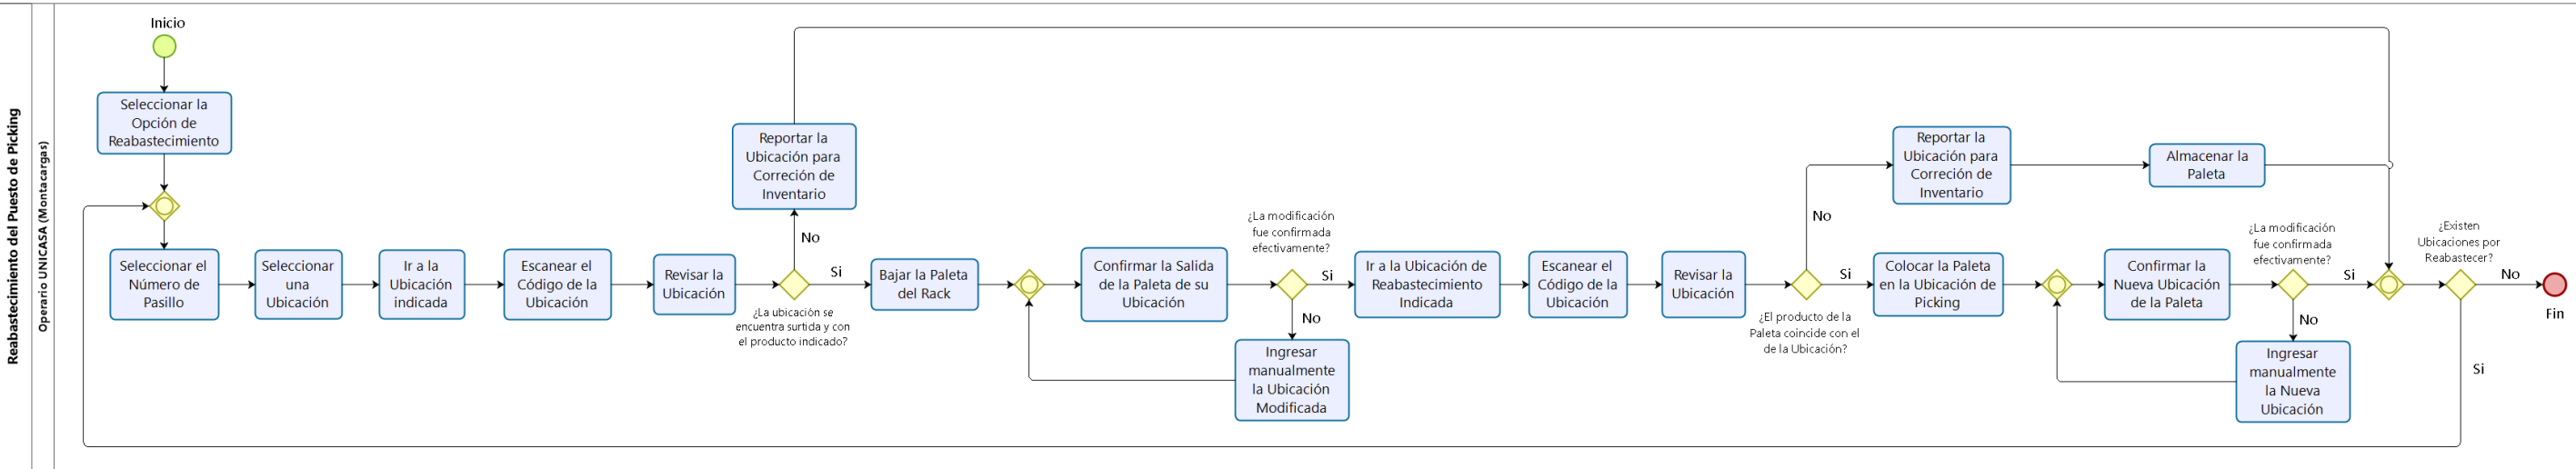 Reabastecimiento del Puesto de Picking
Operario UNICASA (Montacargas)
Inicio
Seleccionar la
Opción de
Reabastecimiento
Seleccionar el
Número de
Pasillo
Seleccionar
una
Ubicación
Ir a la
Ubicación
indicada
Escanear el
Código de la
Ubicación
Revisar la
Ubicación
¿La ubicación se
encuentra surtida y con
el producto indicado?
No
Reportar la
Ubicación para
Correción de
Inventario
Si
Bajar la Paleta
del Rack
Confirmar la Salida
de la Paleta de su
Ubicación
¿La modificación
fue confirmada
efectivamente?
No
Ingresar
manualmente
la Ubicación
Modificada
Si
Ir a la Ubicación de
Reabastecimiento
Indicada
Escanear el
Código de la
Ubicación
Revisar la
Ubicación
¿El producto de la
Paleta coincide con el
de la Ubicación?
No
Reportar la
Ubicación para
Correción de
Inventario
Almacenar la
Paleta
Si
Colocar la Paleta
en la Ubicación de
Picking
Confirmar la
Nueva Ubicación
de la Paleta
¿La modificación
fue confirmada
efectivamente?
No
Ingresar
manualmente
la Nueva
Ubicación
Si
¿Existen
Ubicaciones por
Reabastecer?
Si
No
Fin